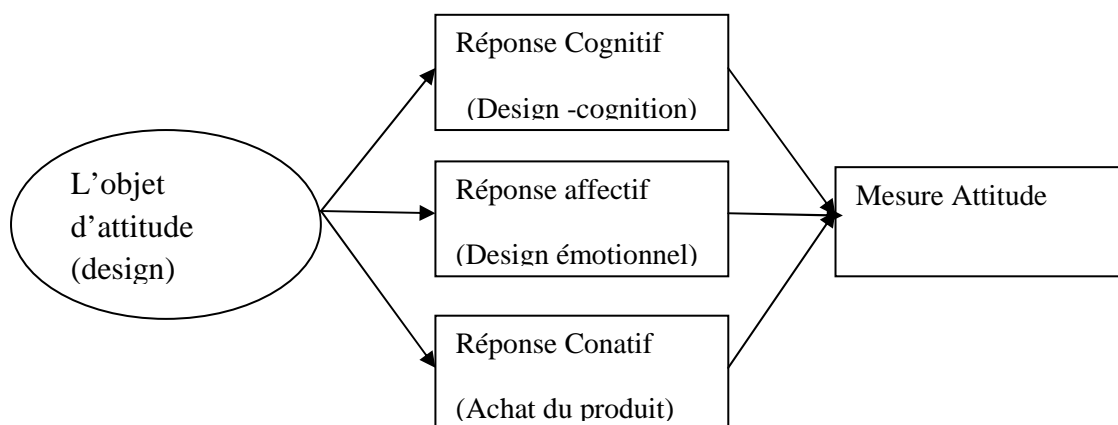 L'objet
d'attitude
(design)
Réponse Cognitif
(Design -cognition)
Réponse affectif
(Design émotionnel)
Réponse Conatif
(Achat du produit)
Mesure Attitude